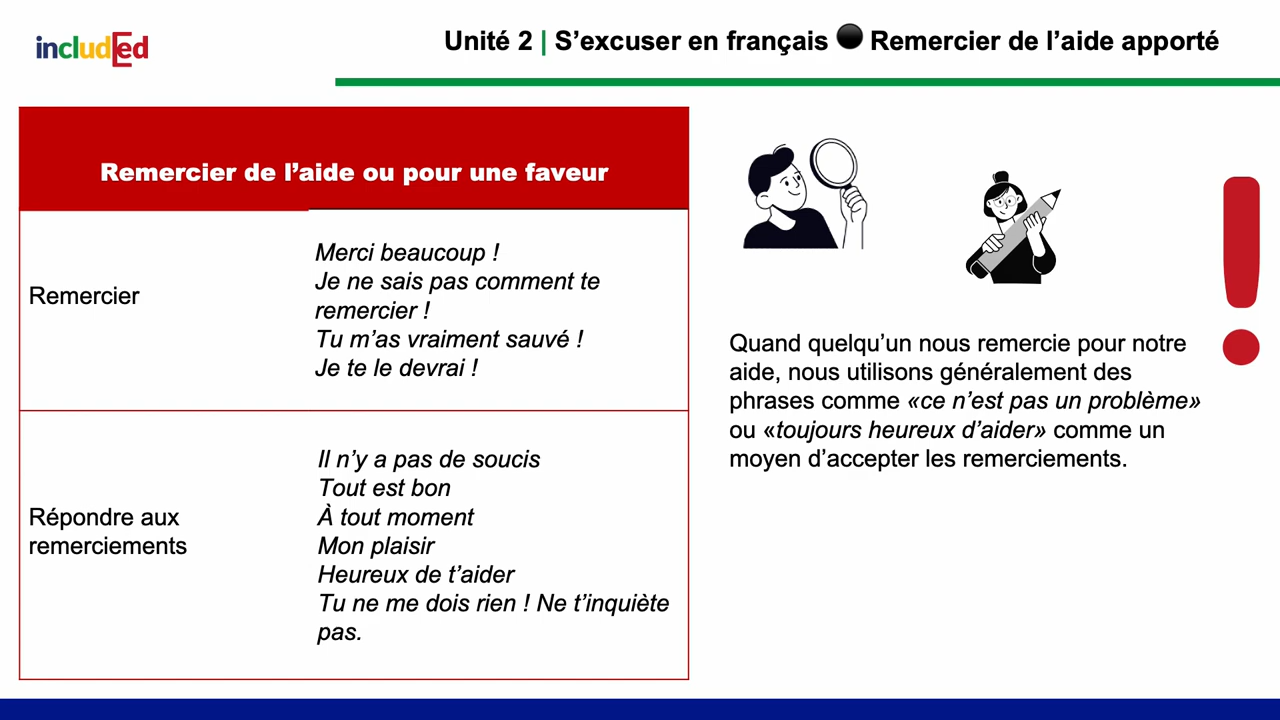 includEd
Unité 2 | S’excuser en français ⚫ Remercier de l’aide apporté
Remercier de l’aide ou pour une faveur
Remercier
Merci beaucoup !
Je ne sais pas comment te
remercier !
Tu m’as vraiment sauvé !
Je te le devrai !
Répondre aux
remerciements
Il n’y a pas de soucis
Tout est bon
À tout moment
Mon plaisir
Heureux de t’aider
Tu ne me dois rien ! Ne t’inquiète
pas.
Quand quelqu’un nous remercie pour notre
aide, nous utilisons généralement des
phrases comme «ce n’est pas un problème»
ou «toujours heureux d’aider» comme un
moyen d’accepter les remerciements.
!